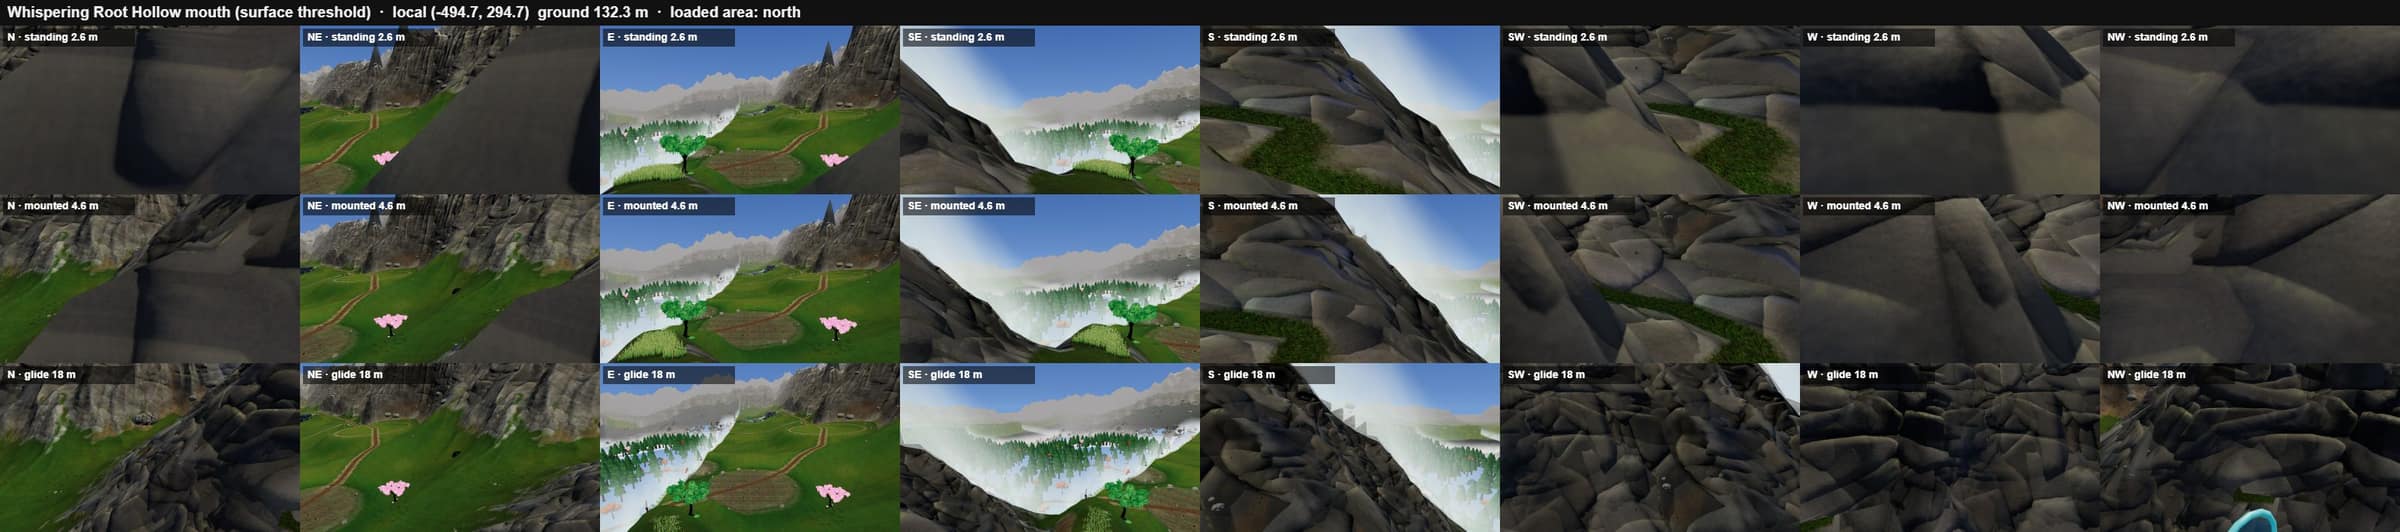 Whispering Root Hollow mouth (surface threshold) · local (-494.7, 294.7) ground 132.3 m · loaded area: north
N · standing 2.6 m
NE · standing 2.6 m
E · standing 2.6 m
SE · standing 2.6 m
S · standing 2.6 m
SW · standing 2.6 m
W · standing 2.6 m
NW · standing 2.6 m
N · mounted 4.6 m
NE · mounted 4.6 m
E · mounted 4.6 m
SE · mounted 4.6 m
S · mounted 4.6 m
SW · mounted 4.6 m
W · mounted 4.6 m
NW · mounted 4.6 m
N · glide 18 m
NE · glide 18 m
E · glide 18 m
SE · glide 18 m
S · glide 18 m
SW · glide 18 m
W · glide 18 m
NW · glide 18 m